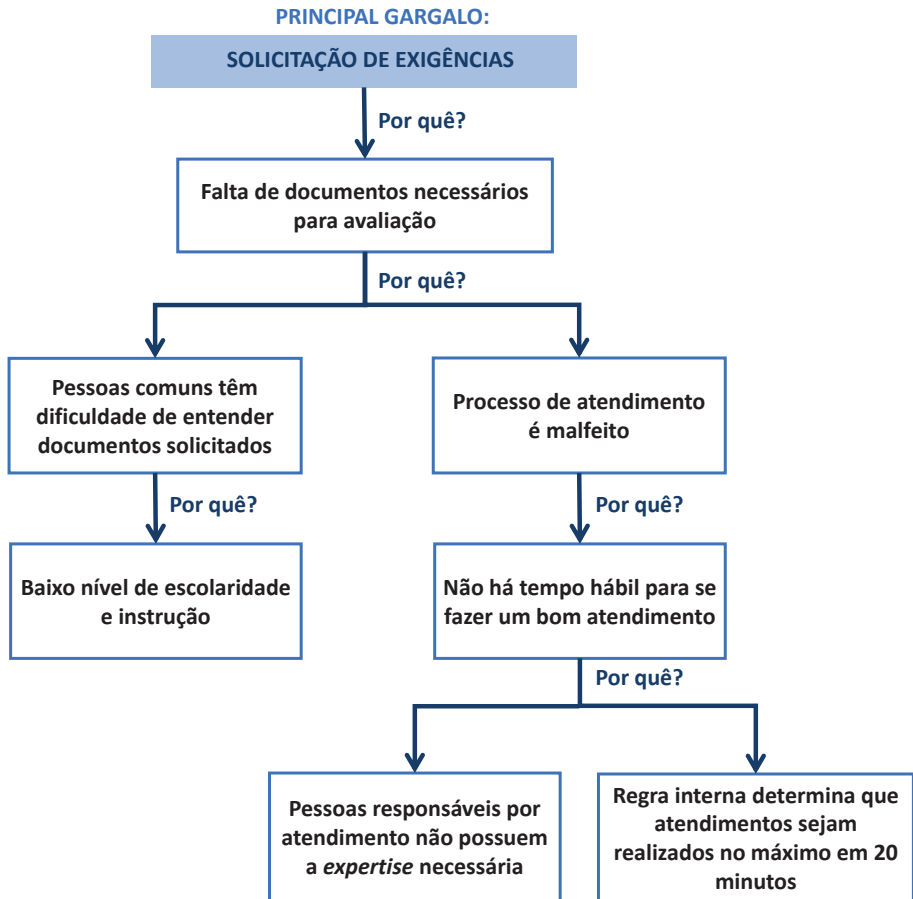 PRINCIPAL GARGALO:
SOLICITAÇÃO DE EXIGÊNCIAS
Por quê?
Falta de documentos necessários
para avaliação
Por quê?
Pessoas comuns têm
dificuldade de entender
documentos solicitados
Processo de atendimento
é malfeito
Por quê?
Por quê?
Baixo nível de escolaridade
e instrução
Não há tempo hábil para se
fazer um bom atendimento
Por quê?
Pessoas responsáveis por
atendimento não possuem
a expertise necessária
Regra interna determina que
atendimentos sejam
realizados no máximo em 20
minutos